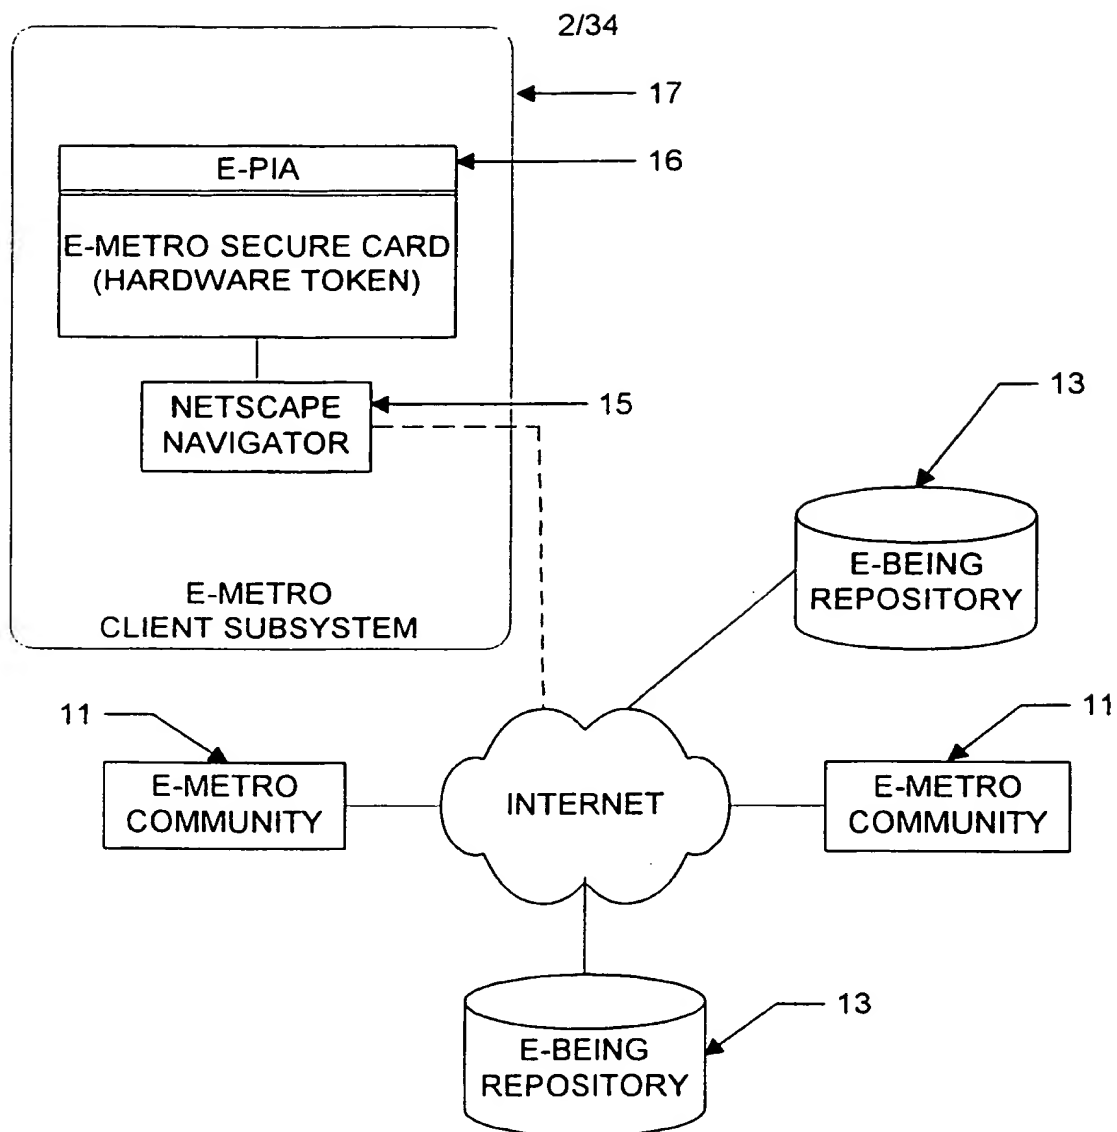 2/34
17
E-PIA
16
E-METRO SECURE CARD
(HARDWARE TOKEN)
NETSCAPE
NAVIGATOR
15
13
E-BEING
REPOSITORY
E-METRO
CLIENT SUBSYSTEM
11
E-METRO
COMMUNITY
INTERNET
11
E-METRO
COMMUNITY
13
E-BEING
REPOSITORY